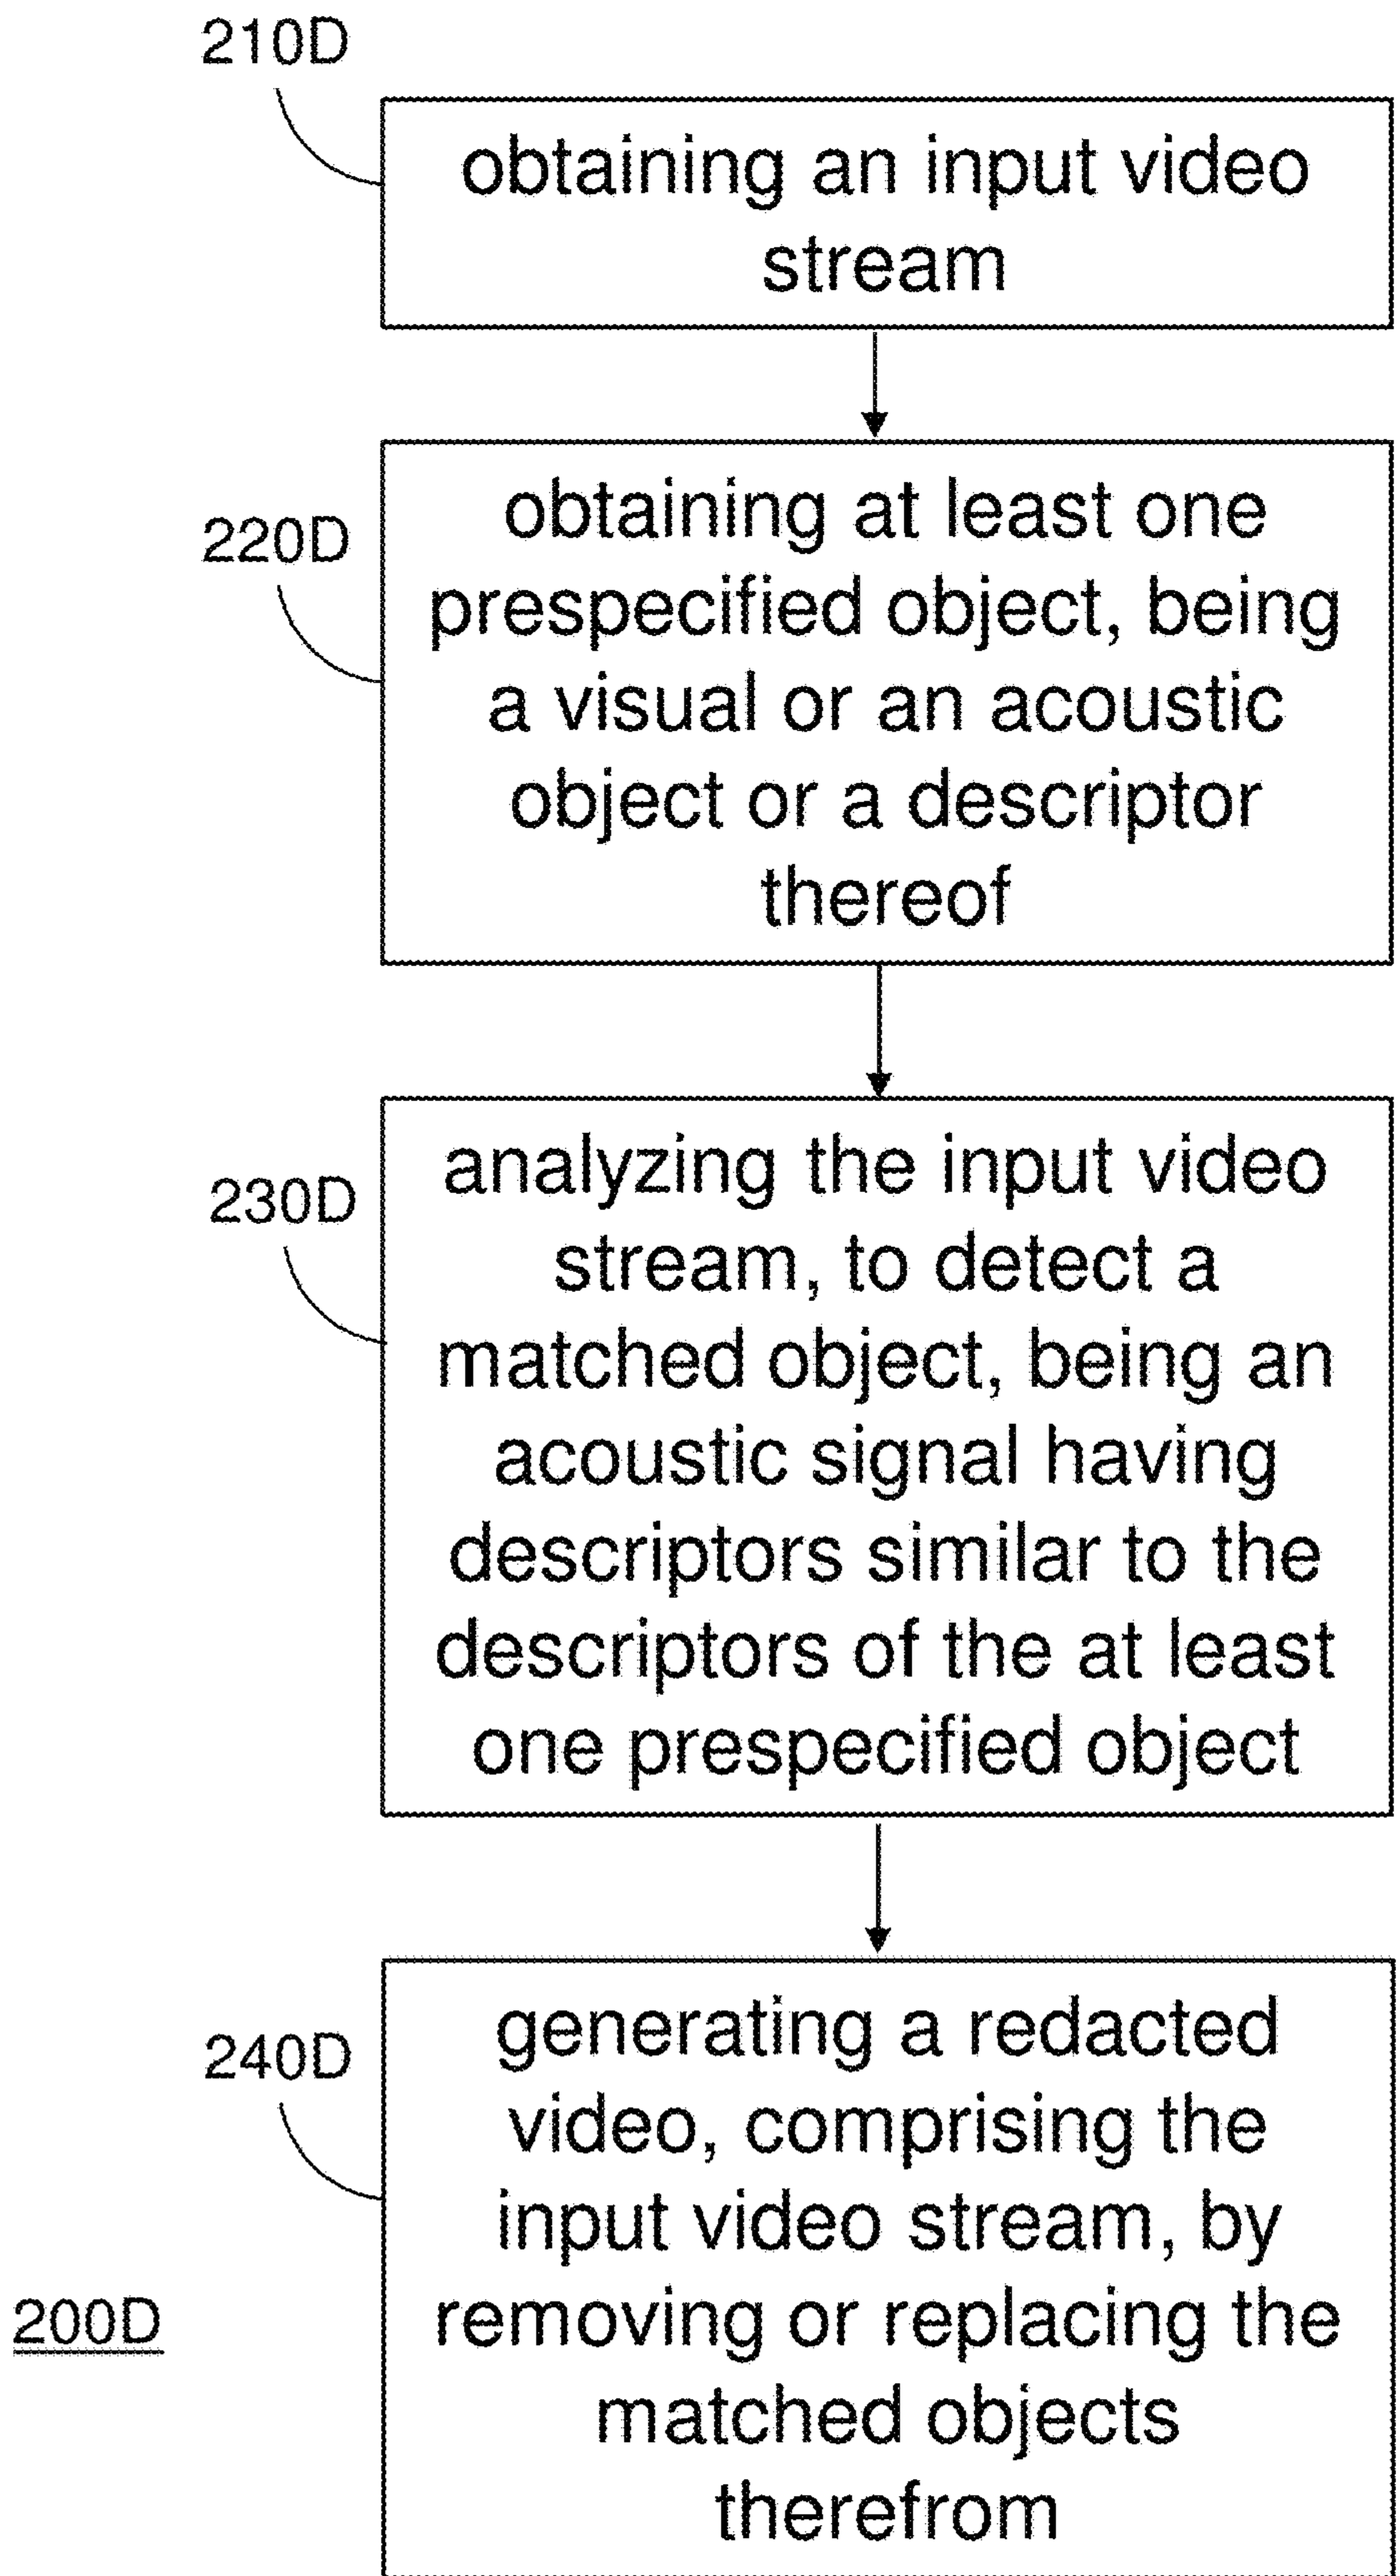 210D
obtaining an input video
stream
220D
obtaining at least one
prespecified object, being
a visual or an acoustic
object or a descriptor
thereof
230D
analyzing the input video
stream, to detect a
matched object, being an
acoustic signal having
descriptors similar to the
descriptors of the at least
one prespecified object
240D
generating a redacted
video, comprising the
input video stream, by
removing or replacing the
matched objects
therefrom
200D